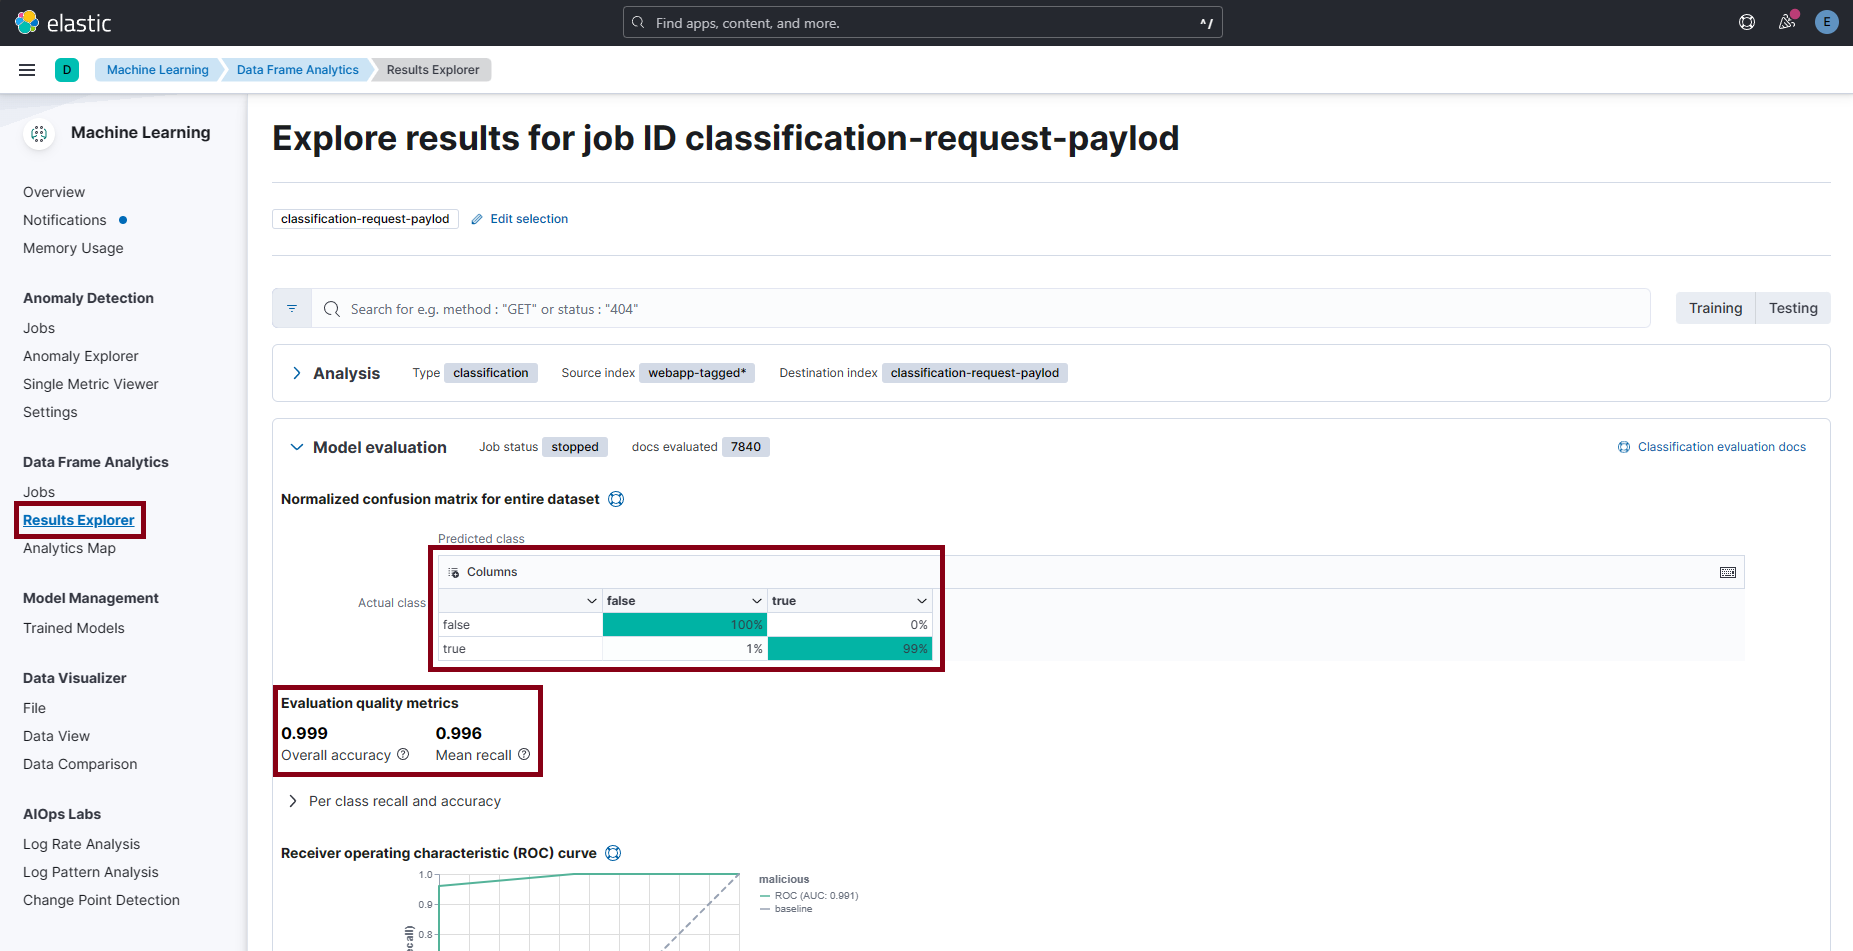 elastic
Find apps, content, and more.
^/
E
D
Machine Learning
Data Frame Analytics
Results Explorer
Machine Learning
Overview
Notifications
Memory Usage
Anomaly Detection
Jobs
Anomaly Explorer
Single Metric Viewer
Settings
Data Frame Analytics
Jobs
Results Explorer
Analytics Map
Model Management
Trained Models
Data Visualizer
File
Data View
Data Comparison
AIOps Labs
Log Rate Analysis
Log Pattern Analysis
Change Point Detection
Explore results for job ID classification-request-paylod
classification-request-paylod
Edit selection
Search for e.g. method : "GET" or status : "404"
Training
Testing
Analysis
Type classification
Source index webapp-tagged*
Destination index classification-request-paylod
Model evaluation
Job status stopped
docs evaluated 7840
Classification evaluation docs
Normalized confusion matrix for entire dataset
Predicted class
Columns
Actual class
false true
false 100% 0%
true 1% 99%
Evaluation quality metrics
0.999 0.996
Overall accuracy Mean recall
Per class recall and accuracy
Receiver operating characteristic (ROC) curve
1.0
0.9
0.8
malicious
ROC (AUC: 0.991)
baseline